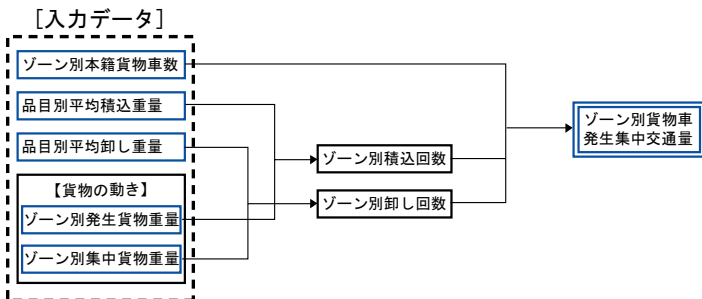 [入力データ]
ゾーン別本籍貨物車数
品目別平均積込重量
品目別平均卸し重量
【貨物の動き】
ゾーン別発生貨物重量
ゾーン別集中貨物重量
ゾーン別積込回数
ゾーン別卸し回数
ゾーン別貨物車
発生集中交通量